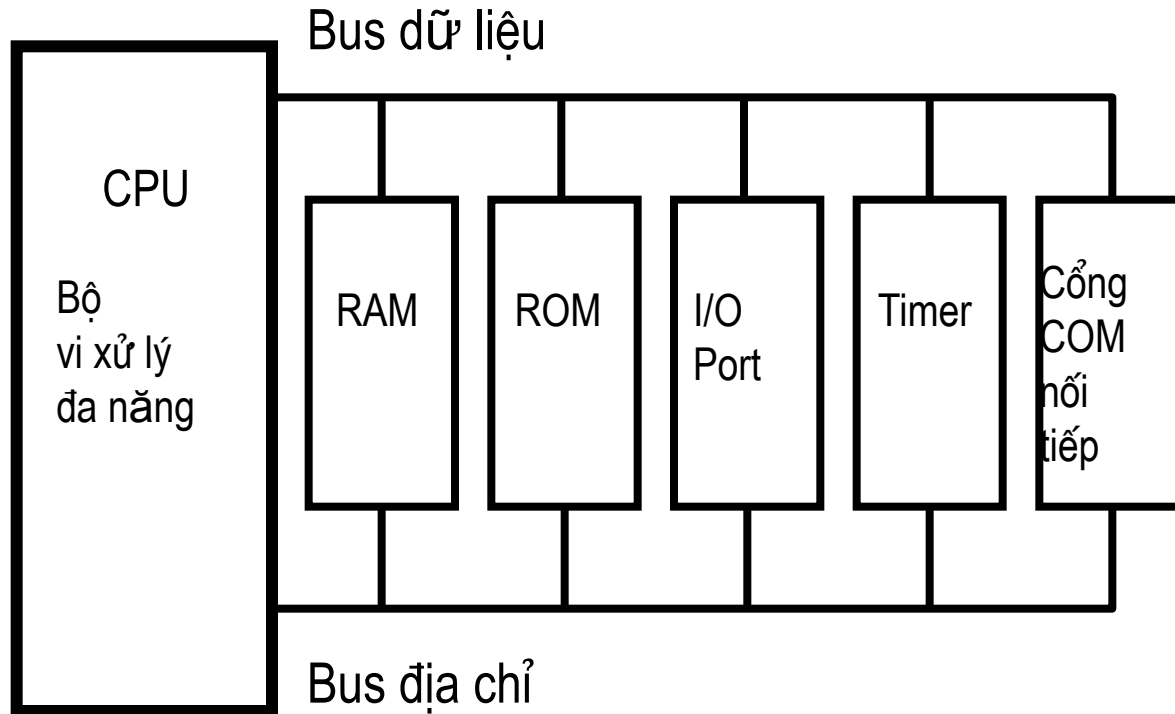 Bus dữ liệu
CPU
Bộ
vi xử lý
đa năng
RAM
ROM
I/O
Port
Timer
Cổng
COM
nối
tiếp
Bus địa chỉ